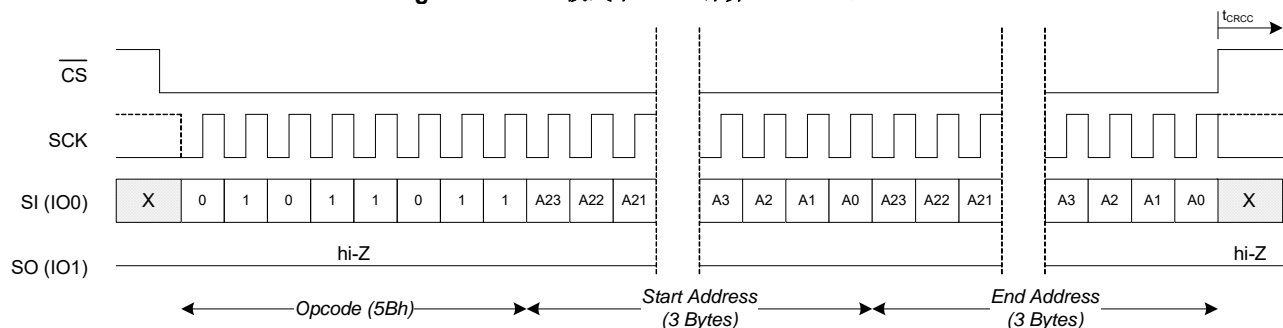 tCRCC
CS
SCK
SI (IO0) X 0 1 0 1 1 0 1 1 A23 A22 A21 A3 A2 A1 A0 A23 A22 A21 A3 A2 A1 A0 X
hi-Z hi-Z
SO (IO1)
Opcode (5Bh) Start Address (3 Bytes) End Address (3 Bytes)